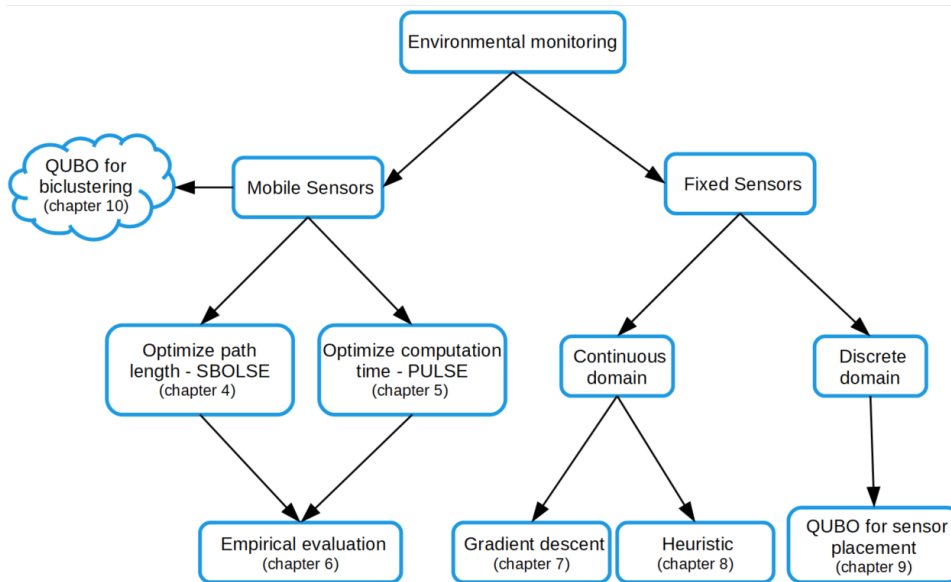 Environmental monitoring
QUBO for
biclustering
(chapter 10)
Mobile Sensors
Fixed Sensors
Optimize path
length - SBOLSE
(chapter 4)
Optimize computation
time - PULSE
(chapter 5)
Continuous
domain
Discrete
domain
Empirical evaluation
(chapter 6)
Gradient descent
(chapter 7)
Heuristic
(chapter 8)
QUBO for sensor
placement
(chapter 9)